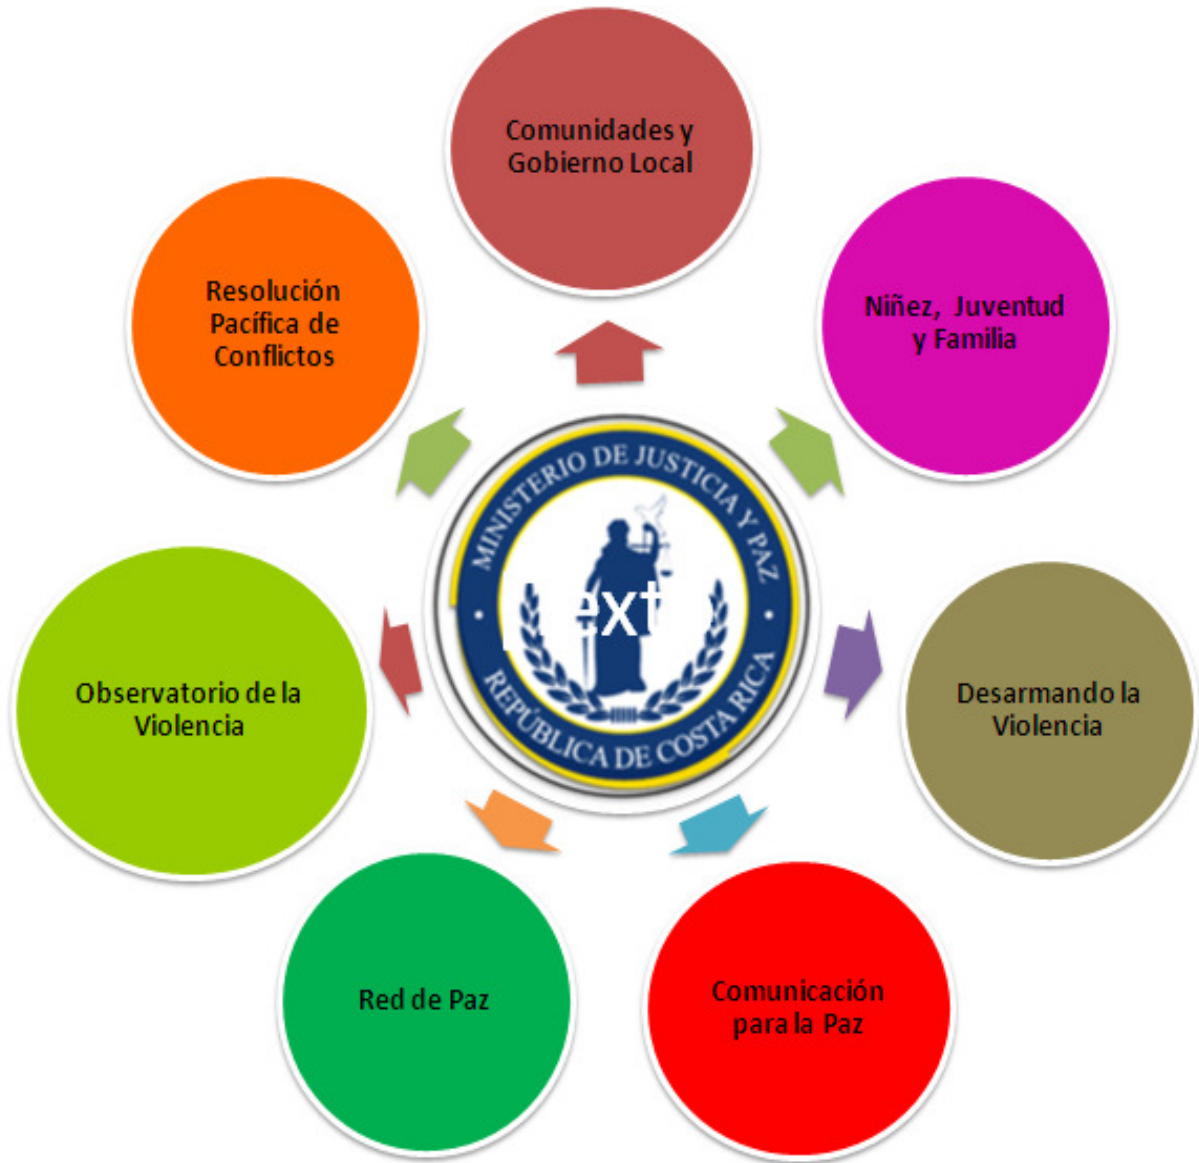 Comunidades y
Gobierno Local
Niñez, Juventud
y Familia
Desarmando la
Violencia
Comunicación
para la Paz
Red de Paz
Observatorio de la
Violencia
Resolución
Pacífica de
Conflictos
MINISTERIO DE JUSTICIA Y PAZ
REPÚBLICA DE COSTA RICA